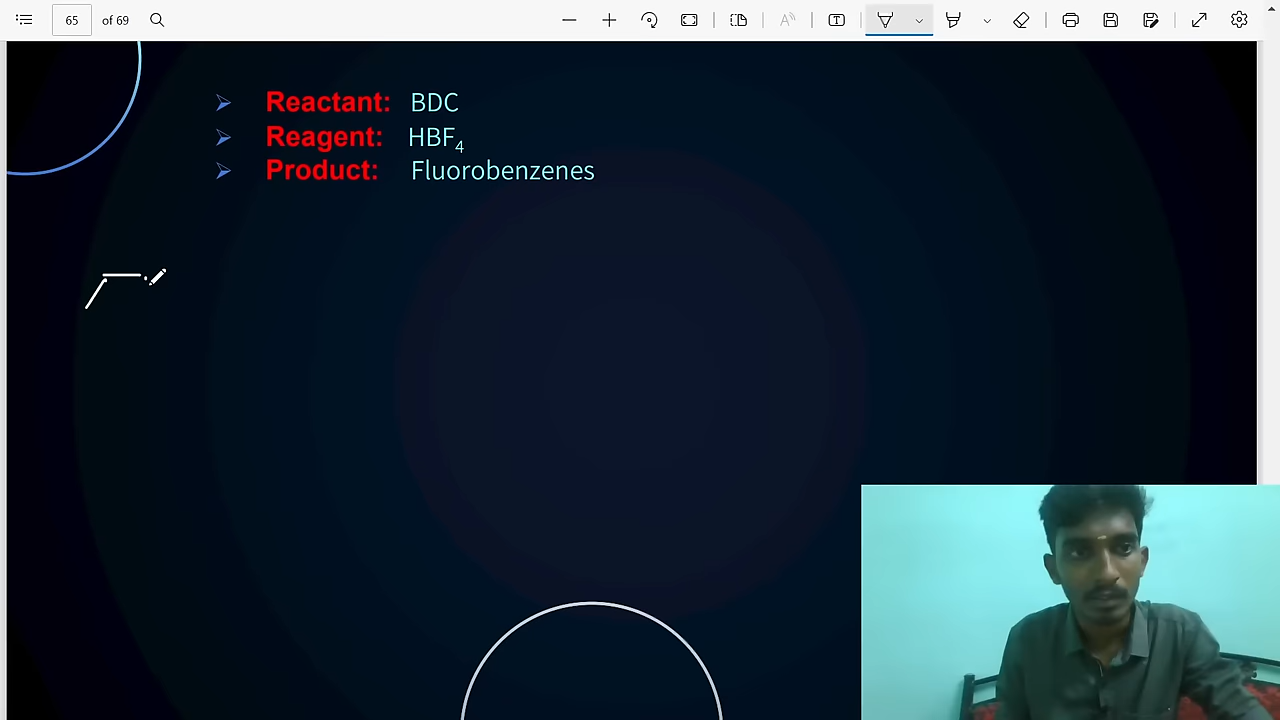 65 of 69
Reactant: BDC
Reagent: HBF₄
Product: Fluorobenzenes